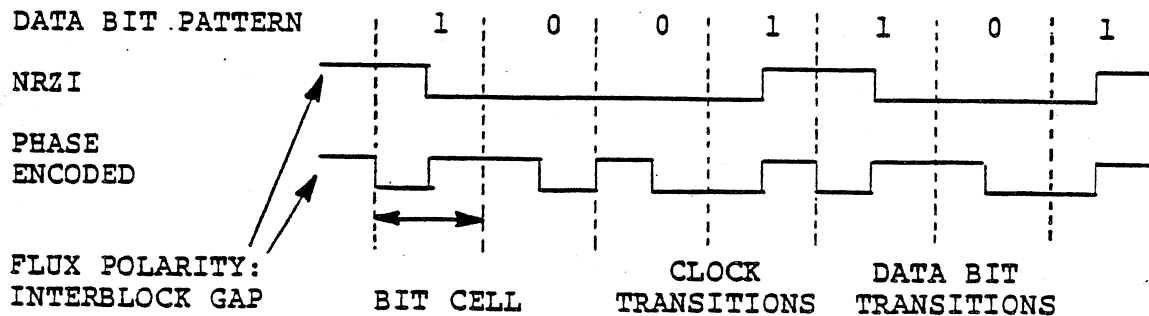 DATA BIT PATTERN 1 0 0 1 1 0 1
NRZI
PHASE
ENCODED
FLUX POLARITY:
INTERBLOCK GAP
BIT CELL
CLOCK
TRANSITIONS
DATA BIT
TRANSITIONS